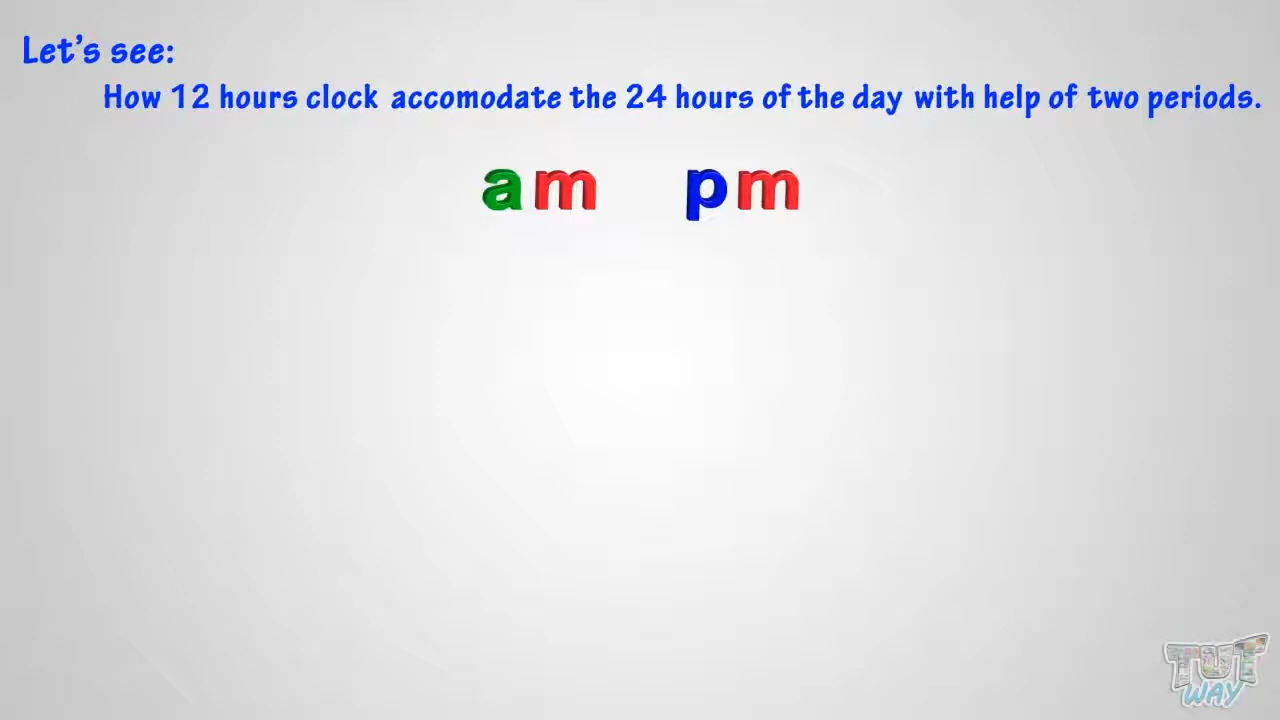 Let's see:
How 12 hours clock accomodate the 24 hours of the day with help of two periods.
am pm
TUT
WAY